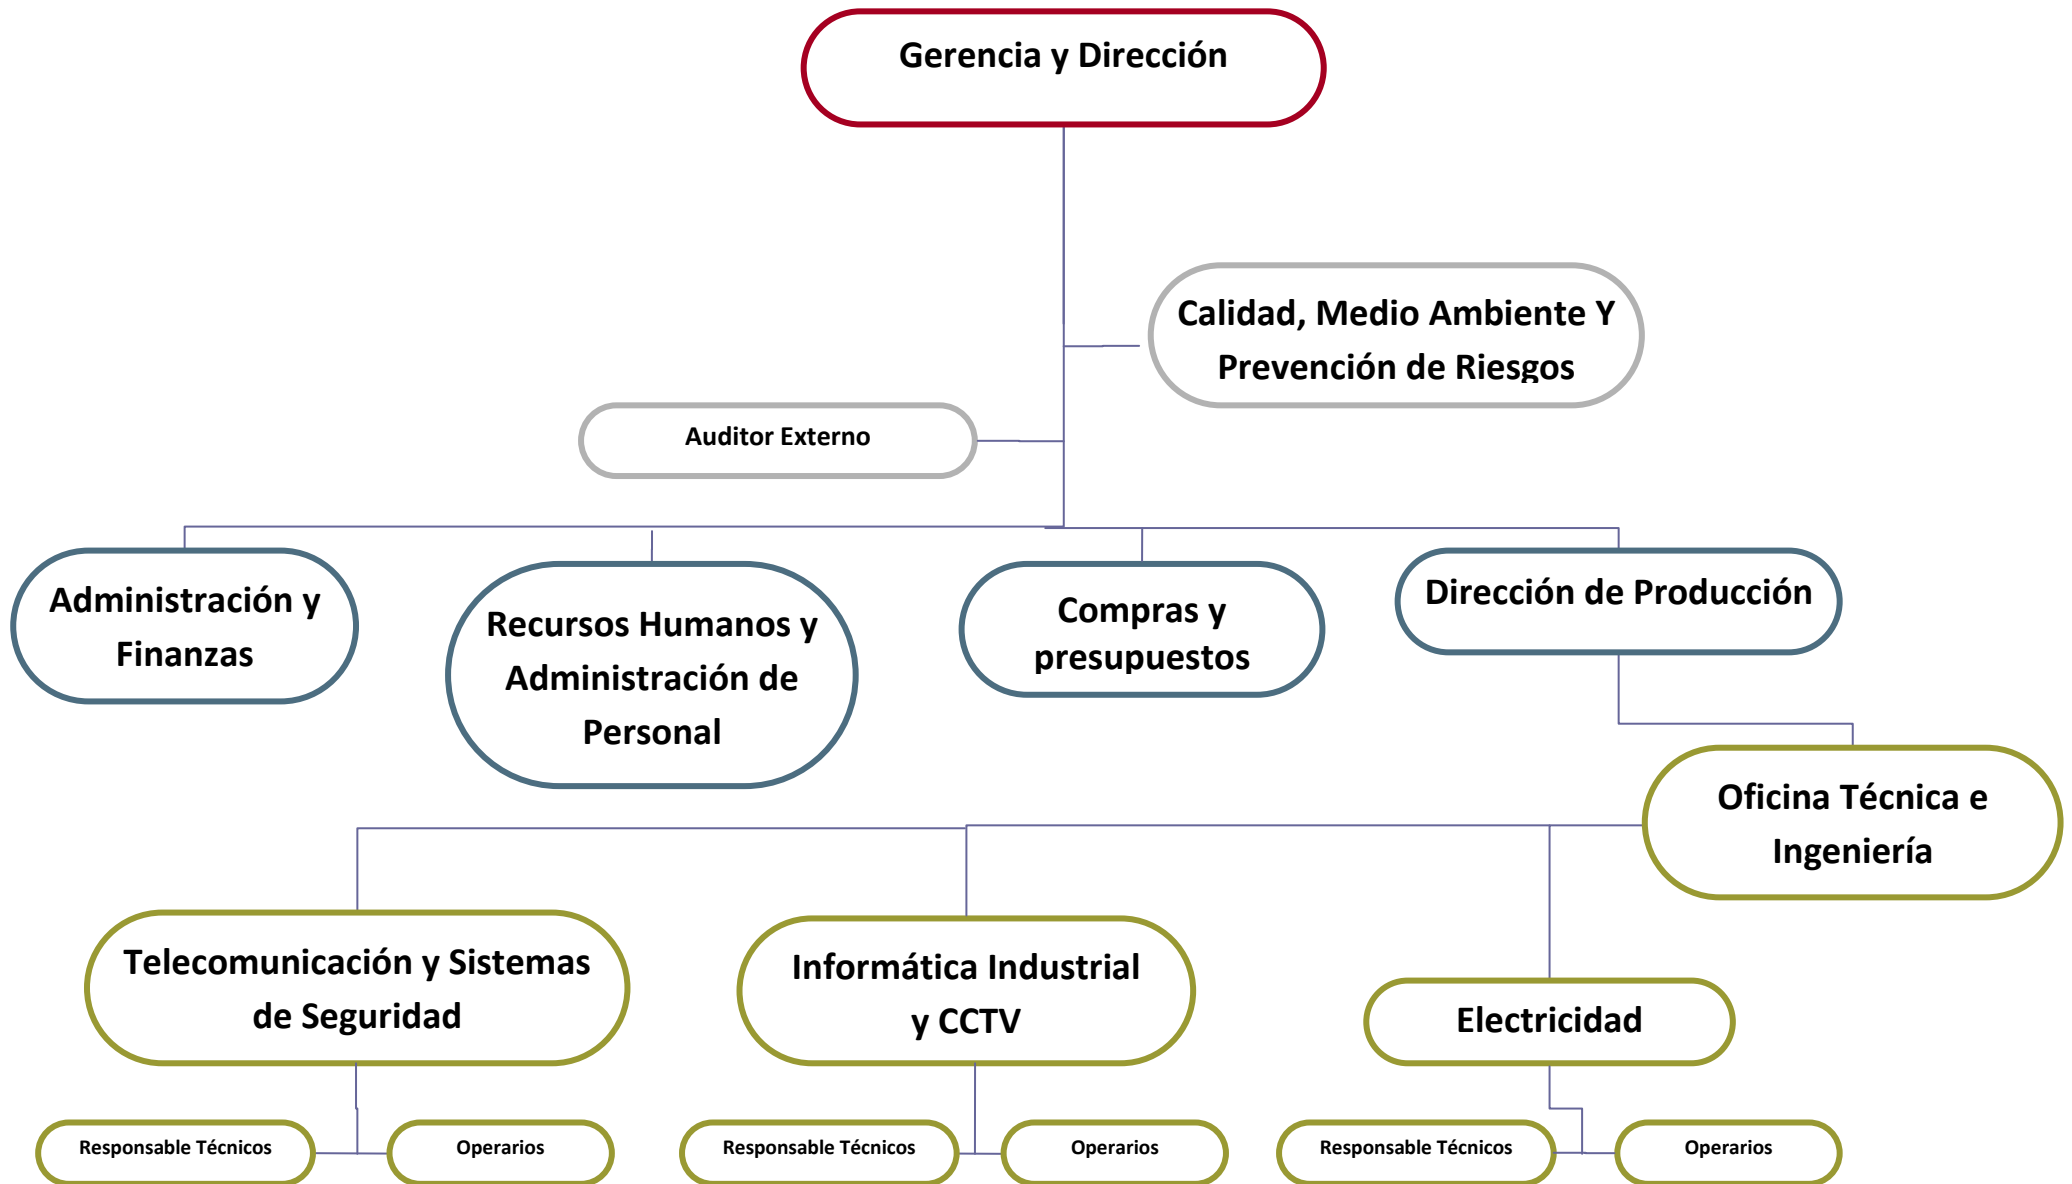 Gerencia y Dirección
Calidad, Medio Ambiente Y
Prevención de Riesgos
Auditor Externo
Administración y
Finanzas
Recursos Humanos y
Administración de
Personal
Compras y
presupuestos
Dirección de Producción
Oficina Técnica e
Ingeniería
Telecomunicación y Sistemas
de Seguridad
Informática Industrial
y CCTV
Electricidad
Responsable Técnicos
Operarios
Responsable Técnicos
Operarios
Responsable Técnicos
Operarios